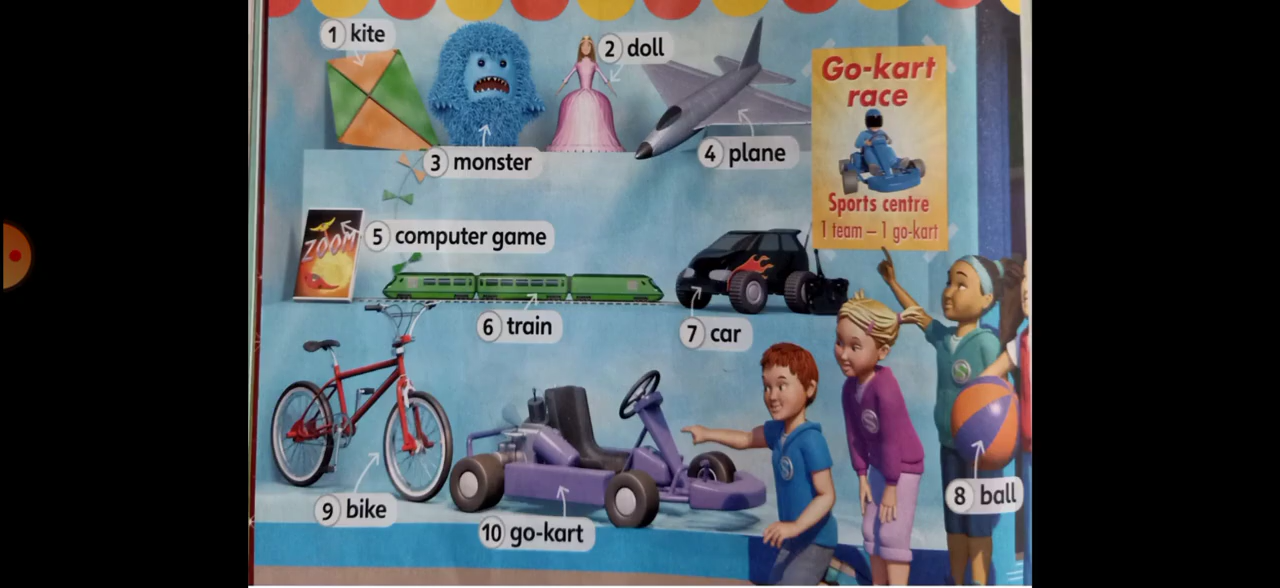 1 kite
2 doll
3 monster
4 plane
Go-kart
race
Sports centre
1 team – 1 go-kart
ZOOM
5 computer game
6 train
7 car
8 ball
9 bike
10 go-kart
S
S
S